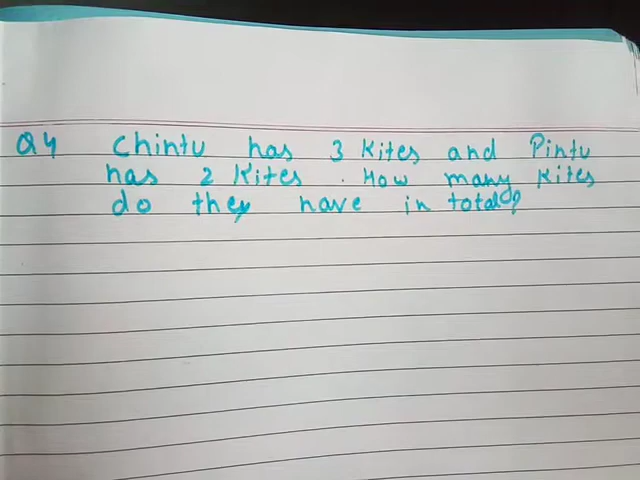 Q4 Chintu has 3 Kites and Pintu
has 2 Kites. How many Kites
do they have in total?